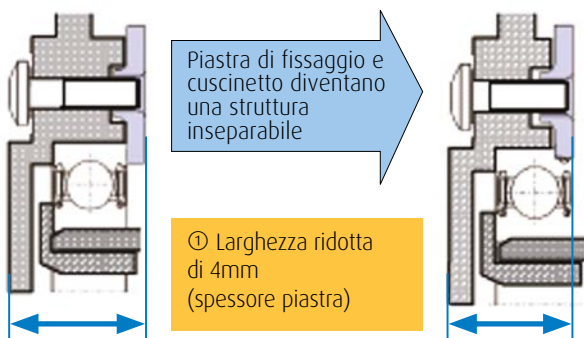 Piastra di fissaggio e
cuscinetto diventano
una struttura
inseparabile
① Larghezza ridotta
di 4mm
(spessore piastra)